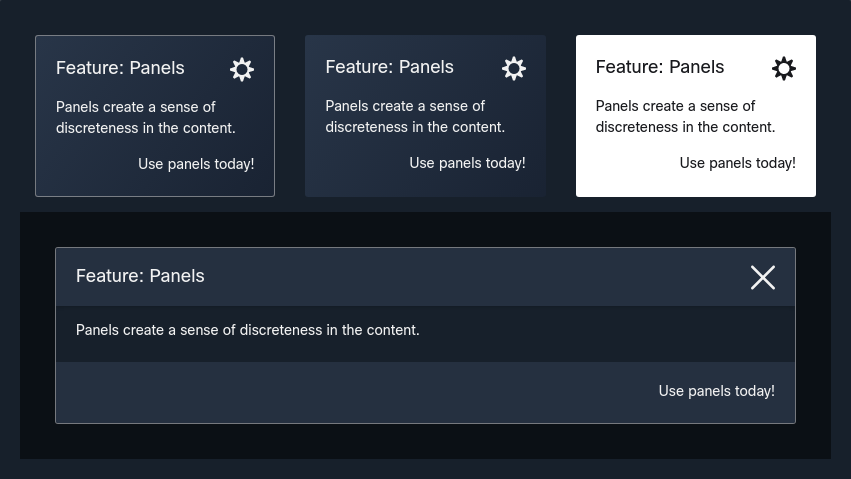 Feature: Panels
Panels create a sense of
discreteness in the content.
Use panels today!
Feature: Panels
Panels create a sense of
discreteness in the content.
Use panels today!
Feature: Panels
Panels create a sense of
discreteness in the content.
Use panels today!
Feature: Panels
Panels create a sense of discreteness in the content.
Use panels today!